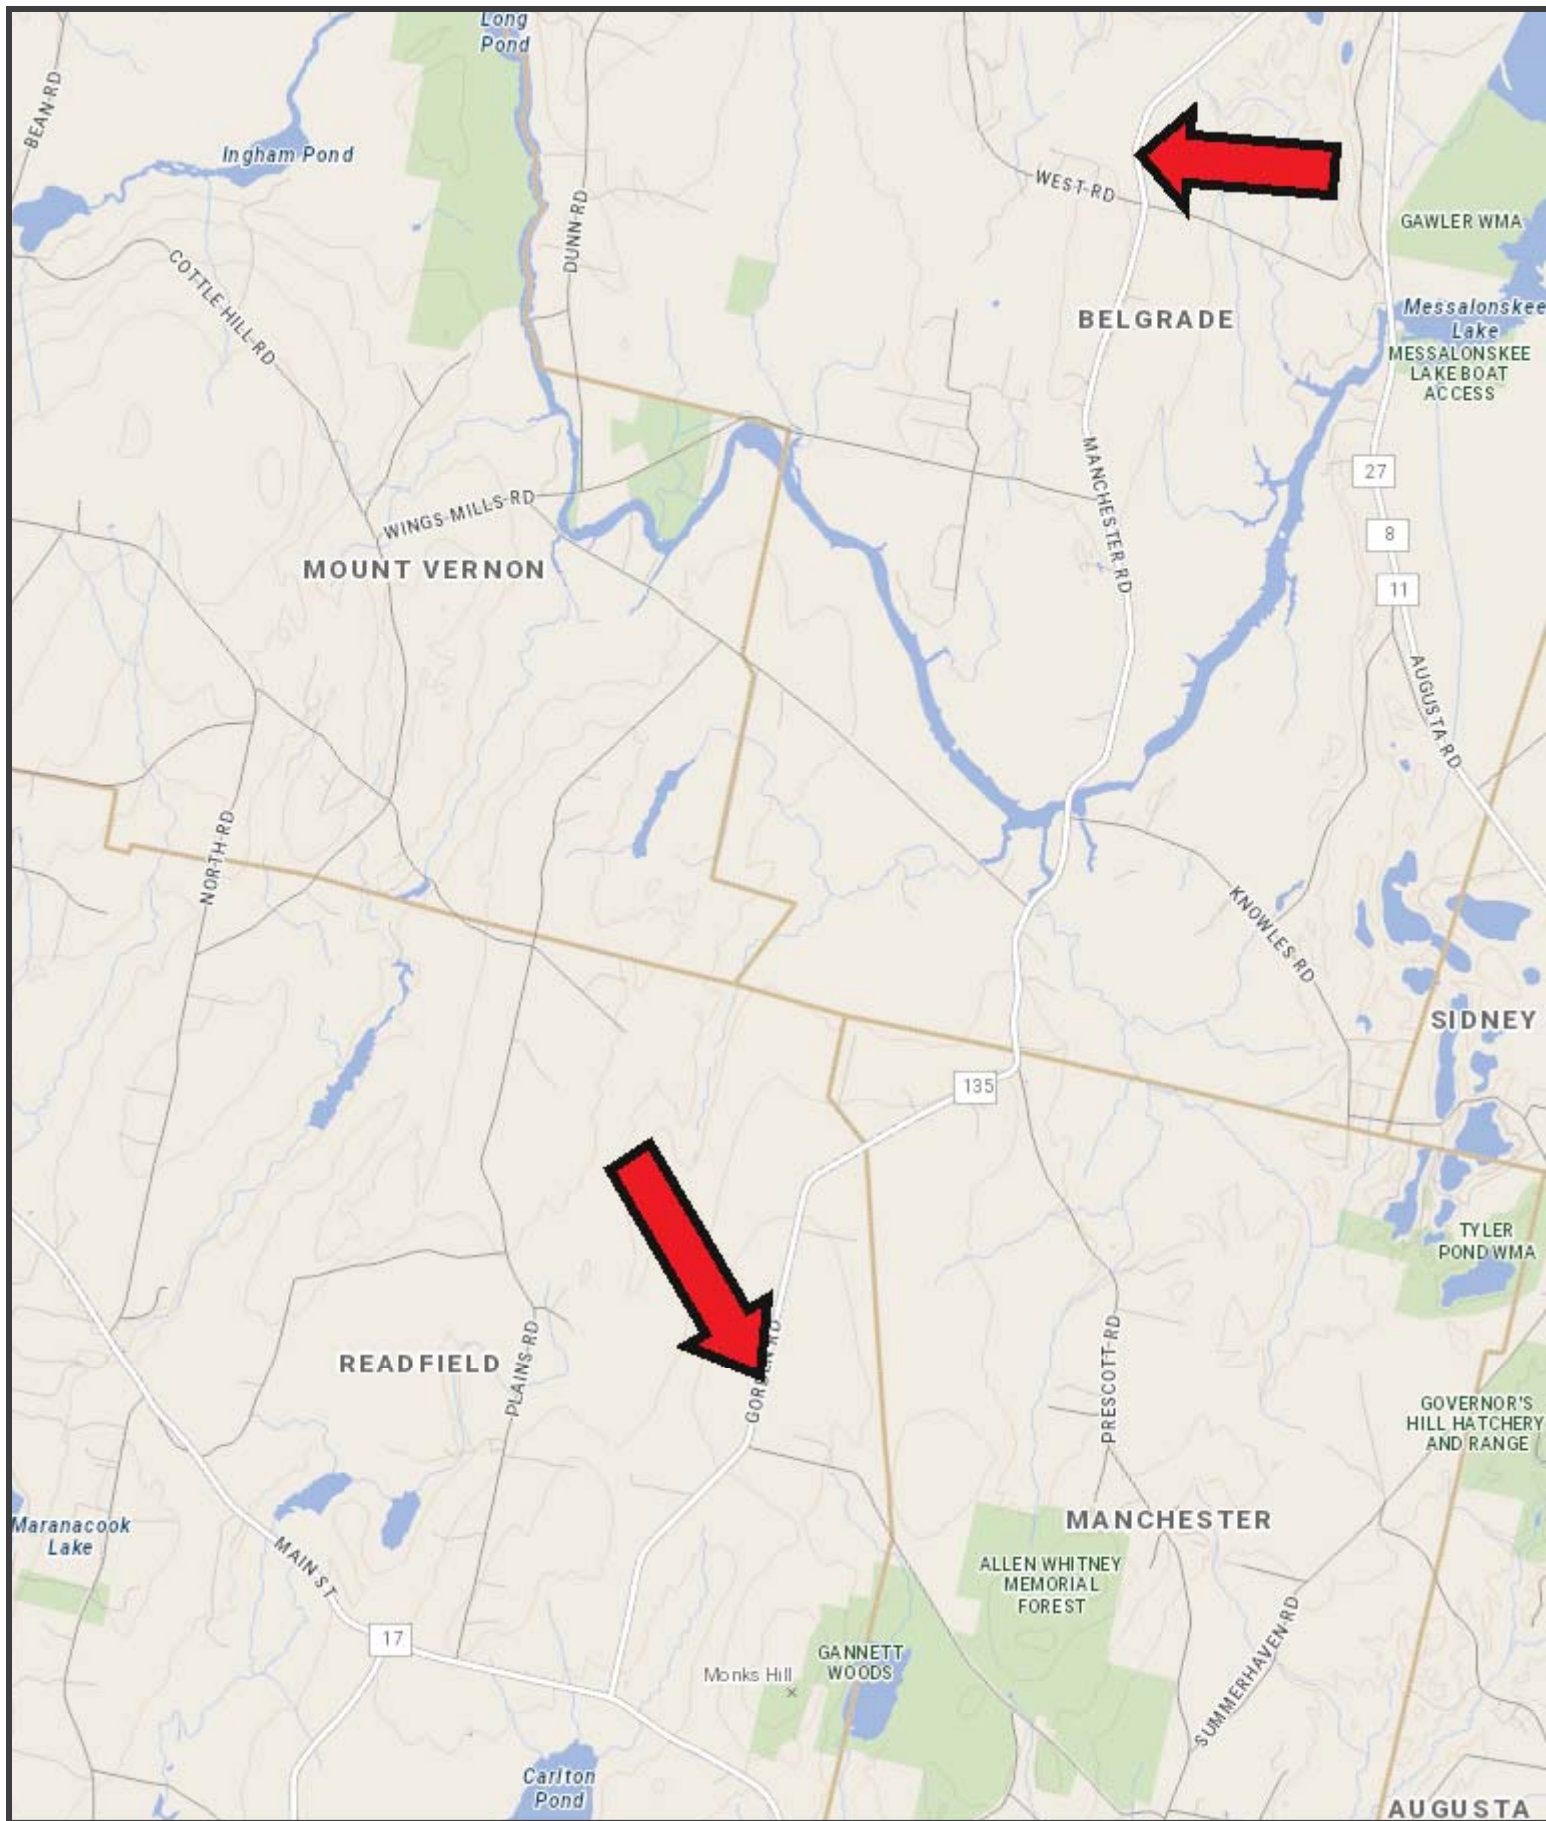 Long
Pond
BEAN RD
Ingham Pond
WEST RD
DUNN RD
GAWLER WMA
COTTLE HILL RD
BELGRADE
Messalonskee
Lake
MESSALONSKEE
LAKE BOAT
ACCESS
MANCHESTER RD
27
WINGS MILLS RD
8
MOUNT VERNON
11
AUGUSTA RD
NORTH RD
KNOWLES RD
SIDNEY
135
TYLER
POND WMA
READFIELD
PLAINS RD
PRESCOTT RD
GOVERNOR'S
HILL HATCHERY
AND RANGE
Maranacook
Lake
MANCHESTER
MAIN ST
ALLEN WHITNEY
MEMORIAL
FOREST
17
GANNETT
WOODS
Monks Hill
SUMMERHAVEN RD
Carlton
Pond
AUGUSTA